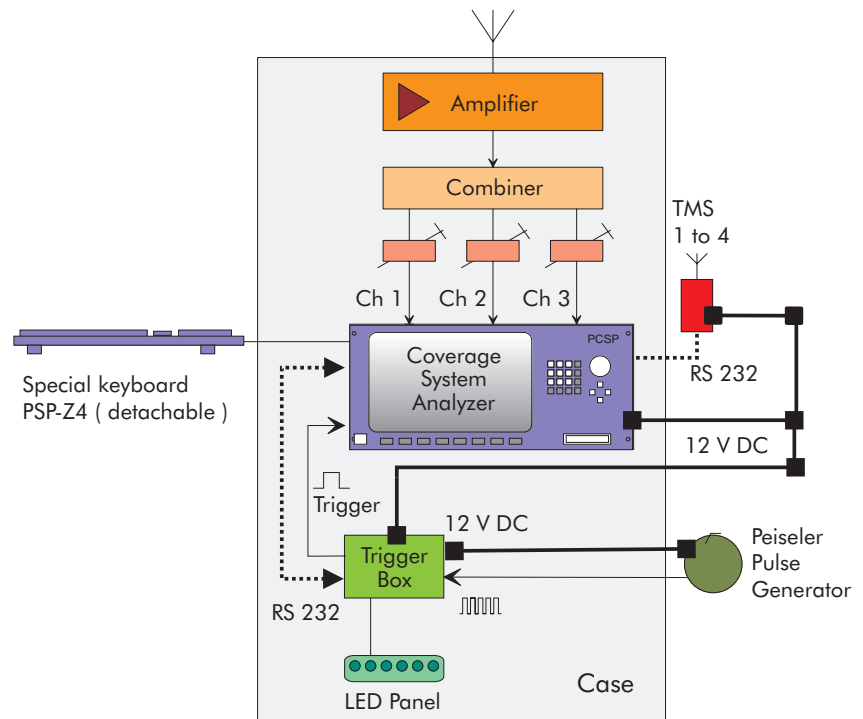 Amplifier
Combiner
TMS
1 to 4
Ch 1
Ch 2
Ch 3
PCSP
Coverage
System
Analyzer
RS 232
Special keyboard
PSP-Z4 ( detachable )
12 V DC
Trigger
12 V DC
Trigger
Box
Peiseler
Pulse
Generator
RS 232
LED Panel
Case